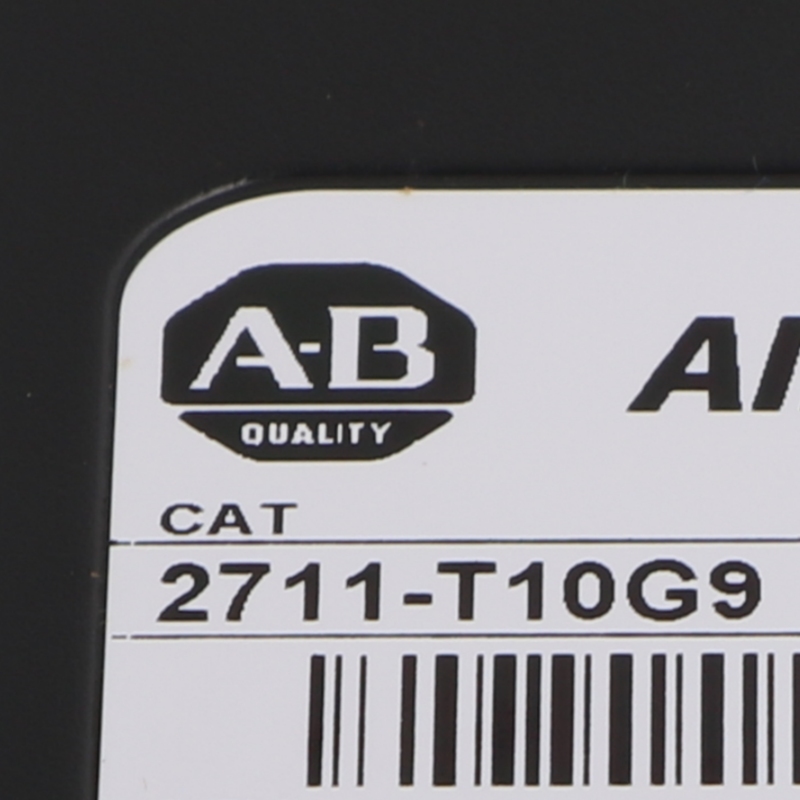 A-B
QUALITY
CAT
2711-T10G9